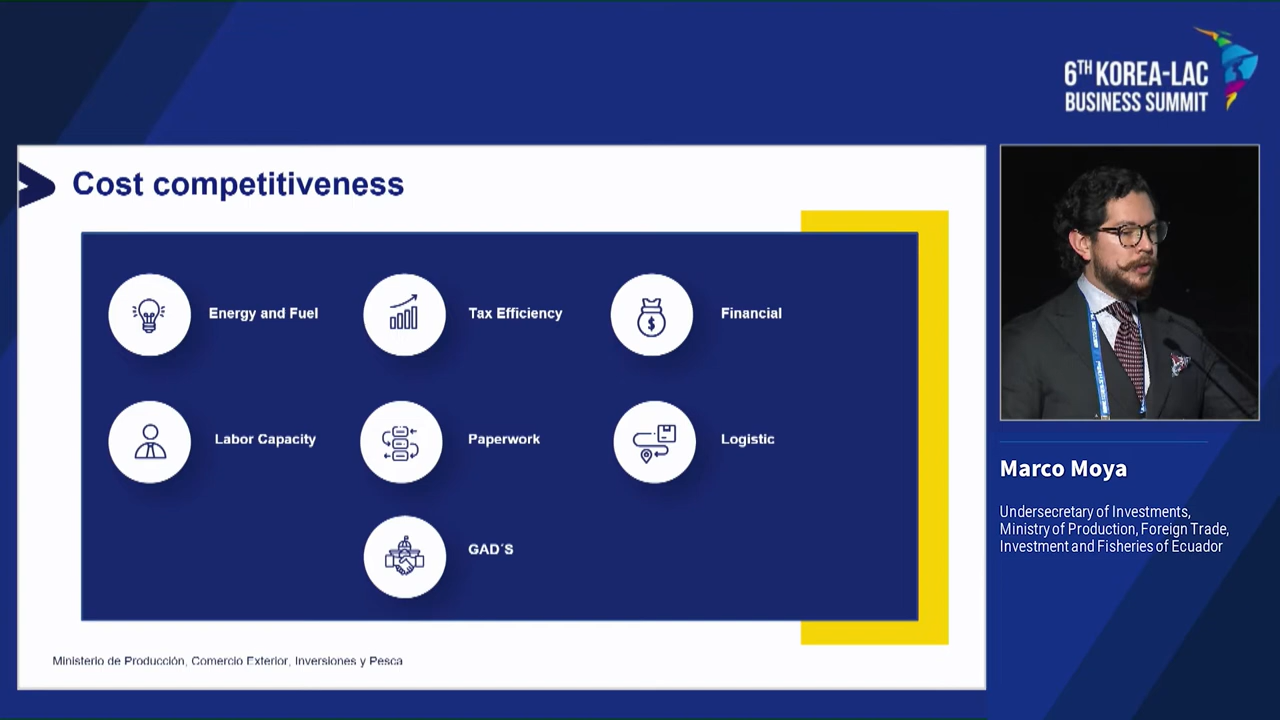 6TH KOREA-LAC
BUSINESS SUMMIT
Cost competitiveness
Energy and Fuel
Tax Efficiency
Financial
Labor Capacity
Paperwork
Logistic
GAD´S
Ministerio de Producción, Comercio Exterior, Inversiones y Pesca
Marco Moya
Undersecretary of Investments,
Ministry of Production, Foreign Trade,
Investment and Fisheries of Ecuador